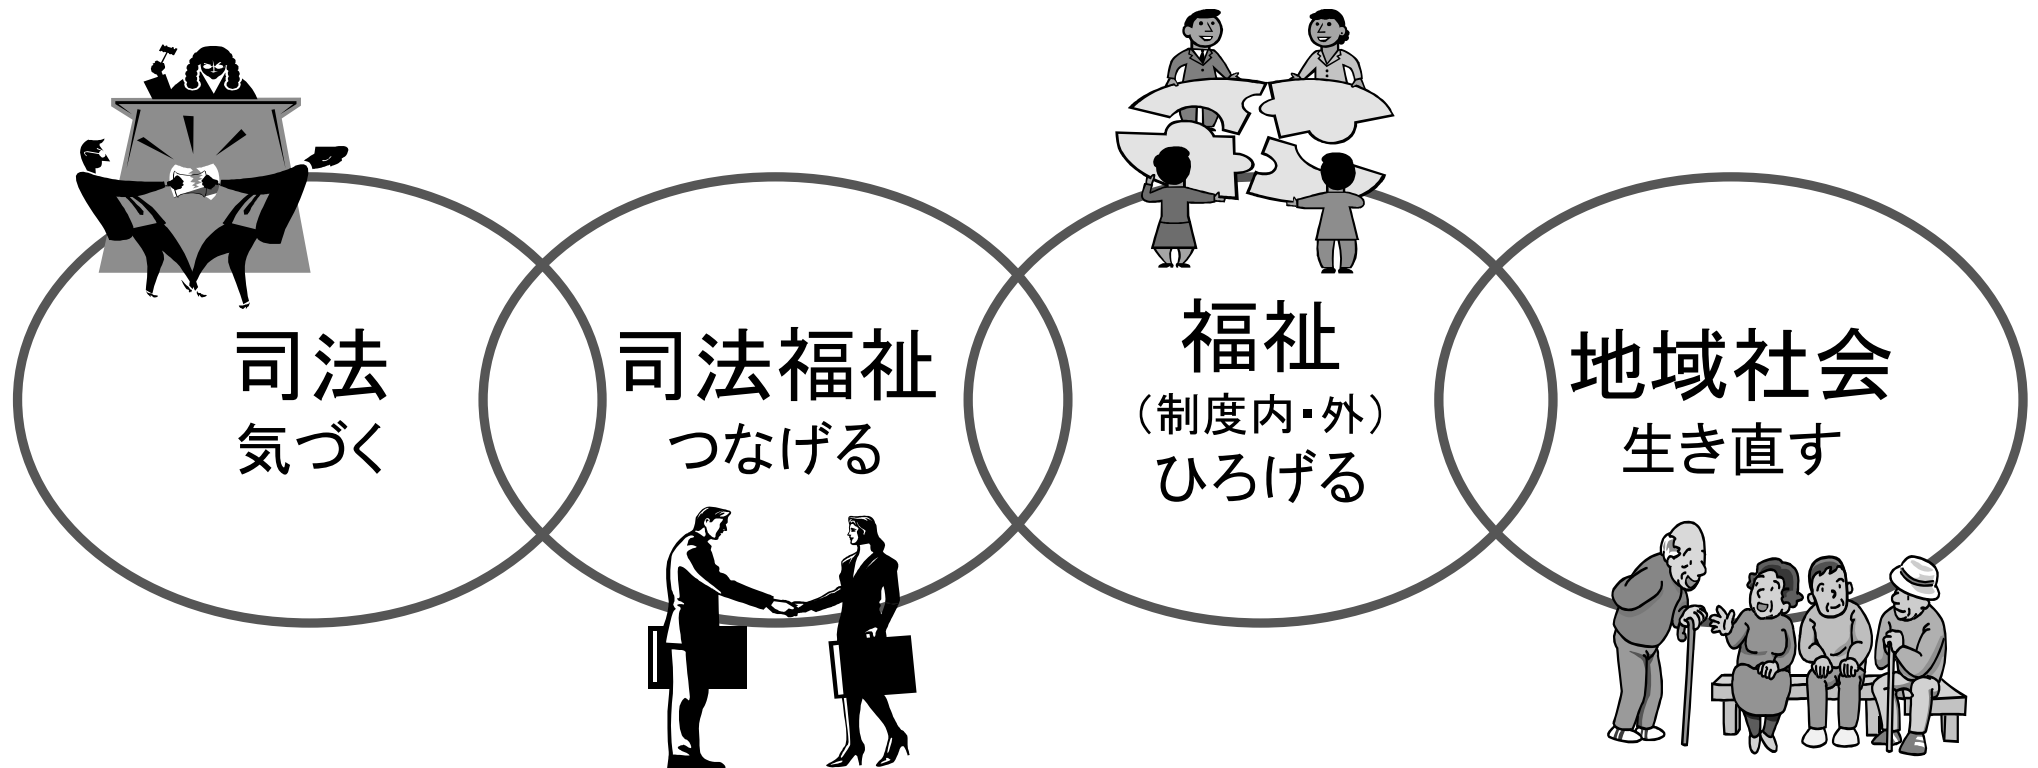 司法
気づく
司法福祉
つなげる
福祉
（制度内・外）
ひろげる
地域社会
生き直す